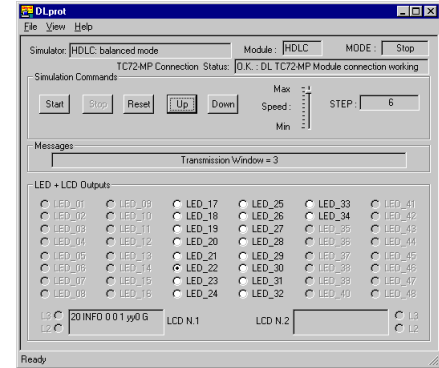 DLprot
File View Help
Simulator: HDLC: balanced mode Module: HDLC MODE: Stop
TC72-MP Connection Status: O.K. : DL TC72-MP Module connection working
Simulation Commands
Start Stop Reset Up Down Max Speed: Min STEP: 6
Messages
Transmission Window = 3
LED + LCD Outputs
LED_01 LED_09 LED_17 LED_25 LED_33 LED_41
LED_02 LED_10 LED_18 LED_26 LED_34 LED_42
LED_03 LED_11 LED_19 LED_27 LED_35 LED_43
LED_04 LED_12 LED_20 LED_28 LED_36 LED_44
LED_05 LED_13 LED_21 LED_29 LED_37 LED_45
LED_06 LED_14 LED_22 LED_30 LED_38 LED_46
LED_07 LED_15 LED_23 LED_31 LED_39 LED_47
LED_08 LED_16 LED_24 LED_32 LED_40 LED_48
L3 20 INFO 0 0 1 yy0 G LCD N.1 LCD N.2 L3
L2 L2
Ready